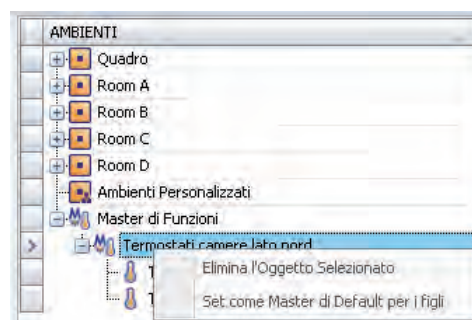 AMBIENTI
Quadro
Room A
Room B
Room C
Room D
Ambienti Personalizzati
Master di Funzioni
Termostati camere lato nord
Elimina l'Oggetto Selezionato
Set come Master di Default per i figli